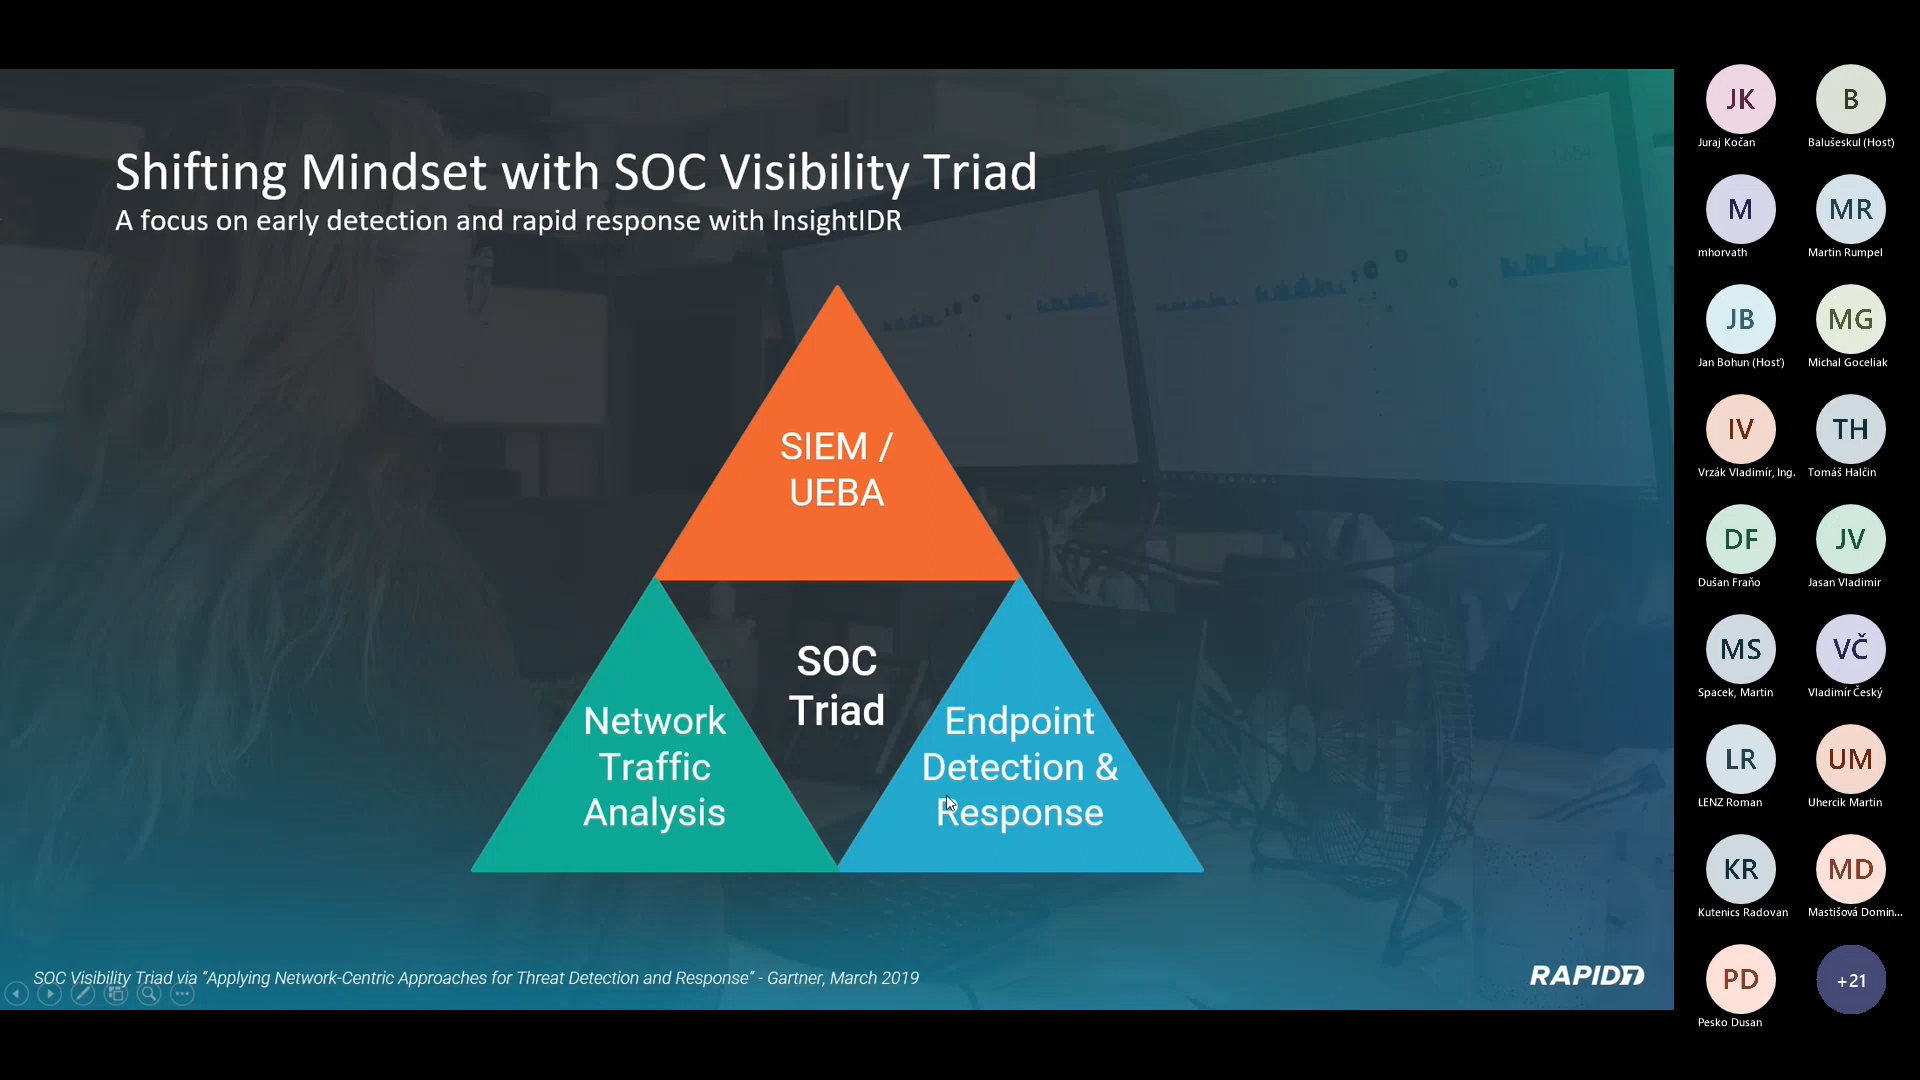 Shifting Mindset with SOC Visibility Triad
A focus on early detection and rapid response with InsightIDR
SIEM /
UEBA
SOC
Triad
Network
Traffic
Analysis
Endpoint
Detection &
Response
SOC Visibility Triad via “Applying Network-Centric Approaches for Threat Detection and Response” - Gartner, March 2019
RAPID7
JK
Juraj Kočan
B
Balušeskul (Hosť)
M
mhorvath
MR
Martin Rumpel
JB
Jan Bohun (Hosť)
MG
Michal Goceliak
IV
Vrzák Vladimír, Ing.
TH
Tomáš Halčin
DF
Dušan Fraňo
JV
Jasan Vladimir
MS
Spacek, Martin
VČ
Vladimír Český
LR
LENZ Roman
UM
Uhercik Martin
KR
Kutenics Radovan
MD
Mastišová Domin...
PD
Pesko Dusan
+21